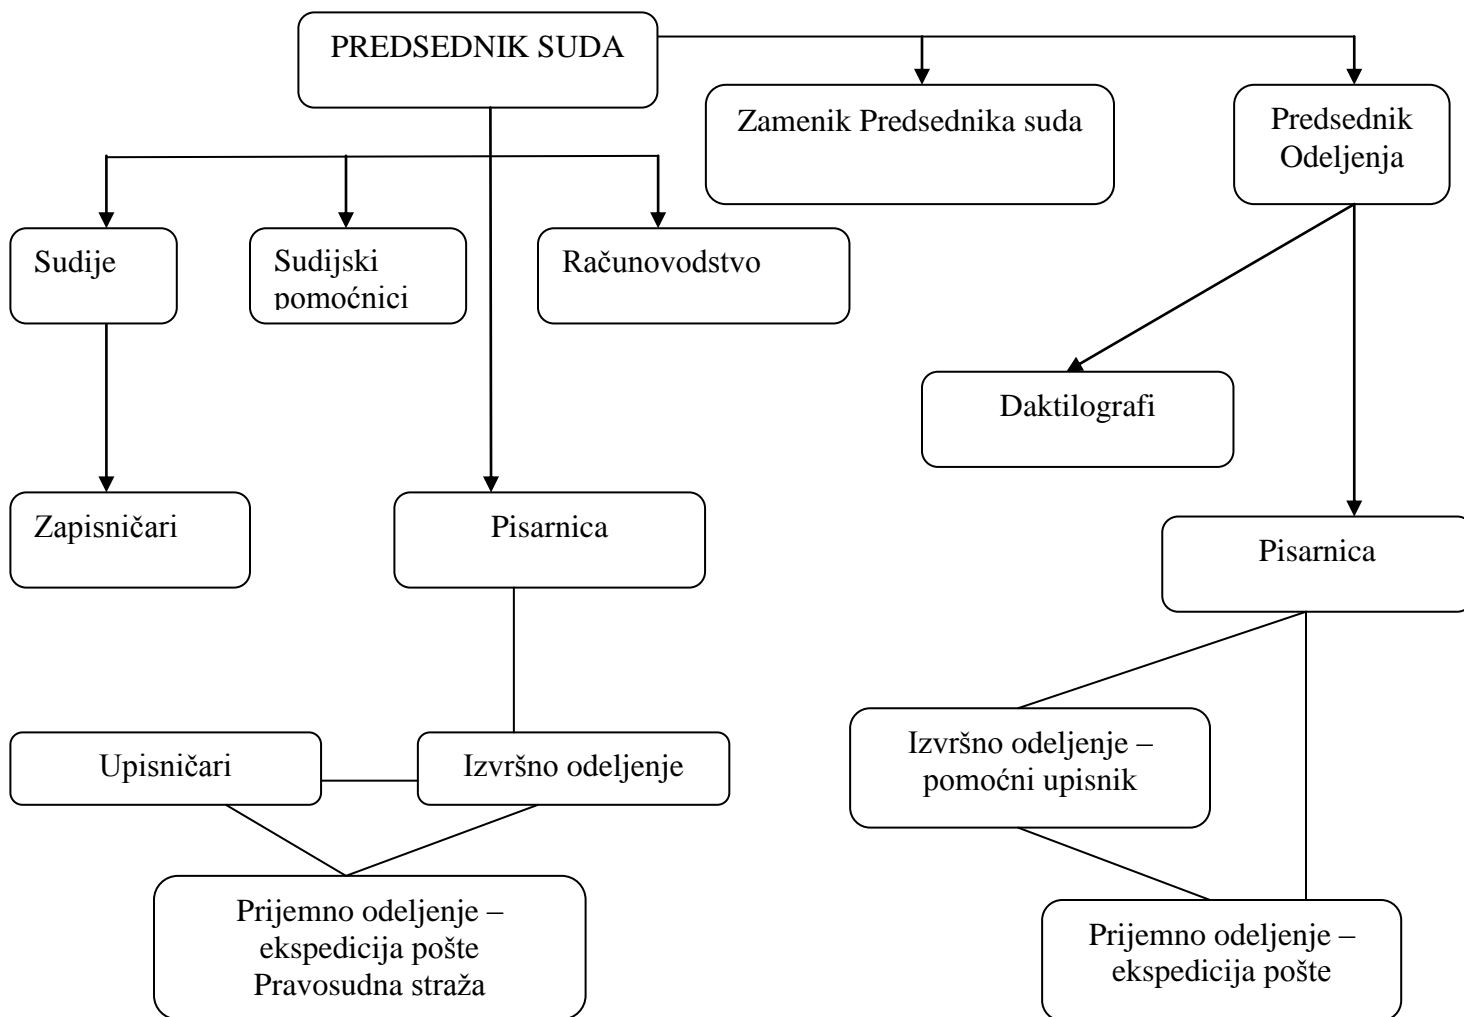 PREDSEDNIK SUDA
Zamenik Predsednika suda
Predsednik
Odeljenja
Sudije
Sudijski
pomoćnici
Računovodstvo
Daktilografi
Zapisničari
Pisarnica
Pisarnica
Upisničari
Izvršno odeljenje
Izvršno odeljenje –
pomoćni upisnik
Prijemno odeljenje –
ekspedicija pošte
Pravosudna straža
Prijemno odeljenje –
ekspedicija pošte